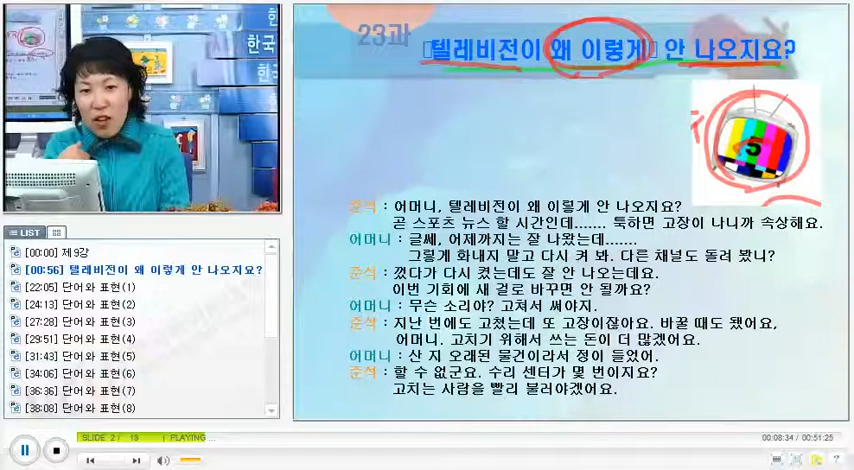 한국
23과
텔레비전이 왜 이렇게 안 나오지요?
5
준석 : 어머니, 텔레비전이 왜 이렇게 안 나오지요?
곧 스포츠 뉴스 할 시간인데....... 툭하면 고장이 나니까 속상해요.
어머니 : 글쎄, 어제까지는 잘 나왔는데.......
그렇게 화내지 말고 다시 켜 봐. 다른 채널도 돌려 봤니?
준석 : 껐다가 다시 켰는데도 잘 안 나오는데요.
이번 기회에 새 걸로 바꾸면 안 될까요?
어머니 : 무슨 소리야? 고쳐서 써야지.
준석 : 지난 번에도 고쳤는데 또 고장이잖아요. 바꿀 때도 됐어요,
어머니. 고치기 위해서 쓰는 돈이 더 많겠어요.
어머니 : 산 지 오래된 물건이라서 정이 들었어.
준석 : 할 수 없군요. 수리 센터가 몇 번이지요?
고치는 사람을 빨리 불러야겠어요.
LIST
[00:00] 제9강
[00:56] 텔레비전이 왜 이렇게 안 나오지요?
[22:05] 단어와 표현(1)
[24:13] 단어와 표현(2)
[27:28] 단어와 표현(3)
[29:51] 단어와 표현(4)
[31:43] 단어와 표현(5)
[34:06] 단어와 표현(6)
[36:36] 단어와 표현(7)
[38:08] 단어와 표현(8)
SLIDE 2 / 13 | PLAYING ...
00:08:34 / 00:51:25